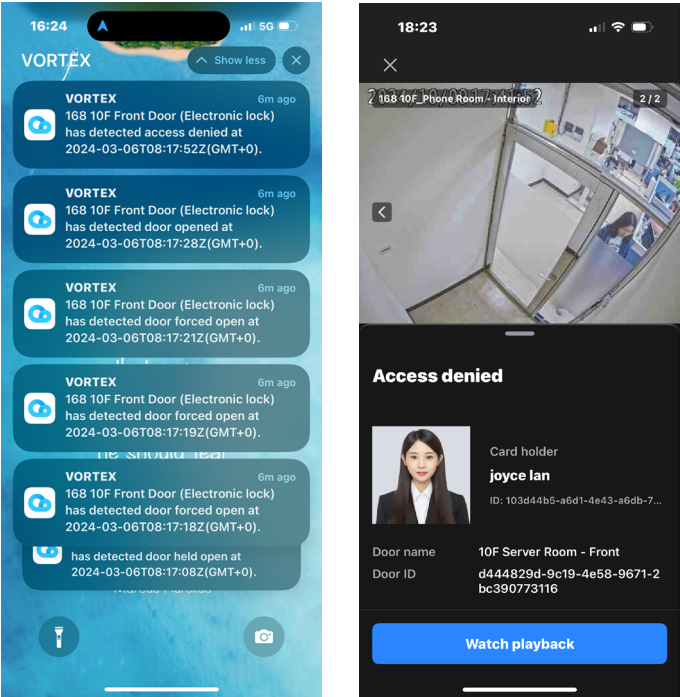 16:24
5G
VORTEX
Show less
VORTEX
6m ago
168 10F Front Door (Electronic lock)
has detected access denied at
2024-03-06T08:17:52Z(GMT+0).
VORTEX
6m ago
168 10F Front Door (Electronic lock)
has detected door opened at
2024-03-06T08:17:28Z(GMT+0).
VORTEX
6m ago
168 10F Front Door (Electronic lock)
has detected door forced open at
2024-03-06T08:17:21Z(GMT+0).
VORTEX
6m ago
168 10F Front Door (Electronic lock)
has detected door forced open at
2024-03-06T08:17:19Z(GMT+0).
he should fear
VORTEX
6m ago
168 10F Front Door (Electronic lock)
has detected door forced open at
2024-03-06T08:17:18Z(GMT+0).
has detected door held open at
2024-03-06T08:17:08Z(GMT+0).
18:23
168 10F_Phone Room - Interior
2 / 2
Access denied
Card holder
joyce lan
ID: 103d44b5-a6d1-4e43-a6db-7...
Door name
10F Server Room - Front
Door ID
d444829d-9c19-4e58-9671-2
bc390773116
Watch playback